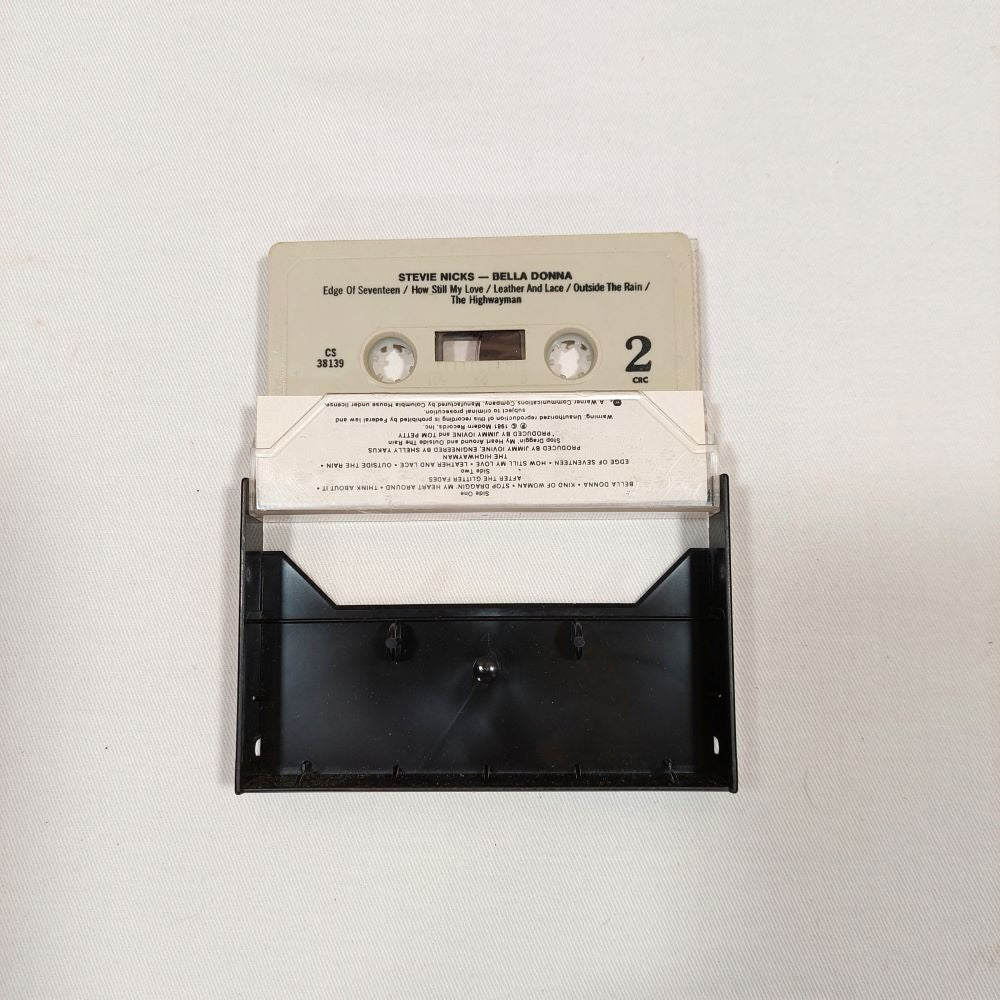 STEVIE NICKS — BELLA DONNA
Edge Of Seventeen / How Still My Love / Leather And Lace / Outside The Rain /
The Highwayman
CS
38139
2
CRC
Side One
BELLA DONNA • KIND OF WOMAN • STOP DRAGGIN' MY HEART AROUND • THINK ABOUT IT •
AFTER THE GLITTER FADES
Side Two
EDGE OF SEVENTEEN • HOW STILL MY LOVE • LEATHER AND LACE • OUTSIDE THE RAIN •
THE HIGHWAYMAN
PRODUCED BY JIMMY IOVINE, ENGINEERED BY SHELLY YAKUS
Stop Draggin' My Heart Around and Outside The Rain
*PRODUCED BY JIMMY IOVINE and TOM PETTY
℗ © 1981 Modern Records, Inc.
Warning: Unauthorized reproduction of this recording is prohibited by Federal law and
subject to criminal prosecution.
A Warner Communications Company. Manufactured by Columbia House under license.